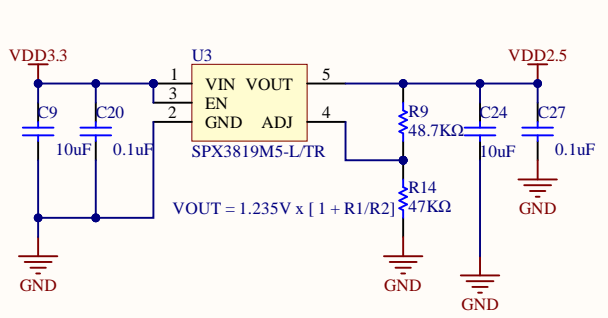 VDD3.3
U3
VDD2.5
1
VIN
VOUT
5
3
EN
2
GND
ADJ
4
C9
C20
R9
C24
C27
48.7KΩ
10uF
0.1uF
SPX3819M5-L/TR
10uF
0.1uF
R14
VOUT = 1.235V x [ 1 + R1/R2]
47KΩ
GND
GND
GND
GND